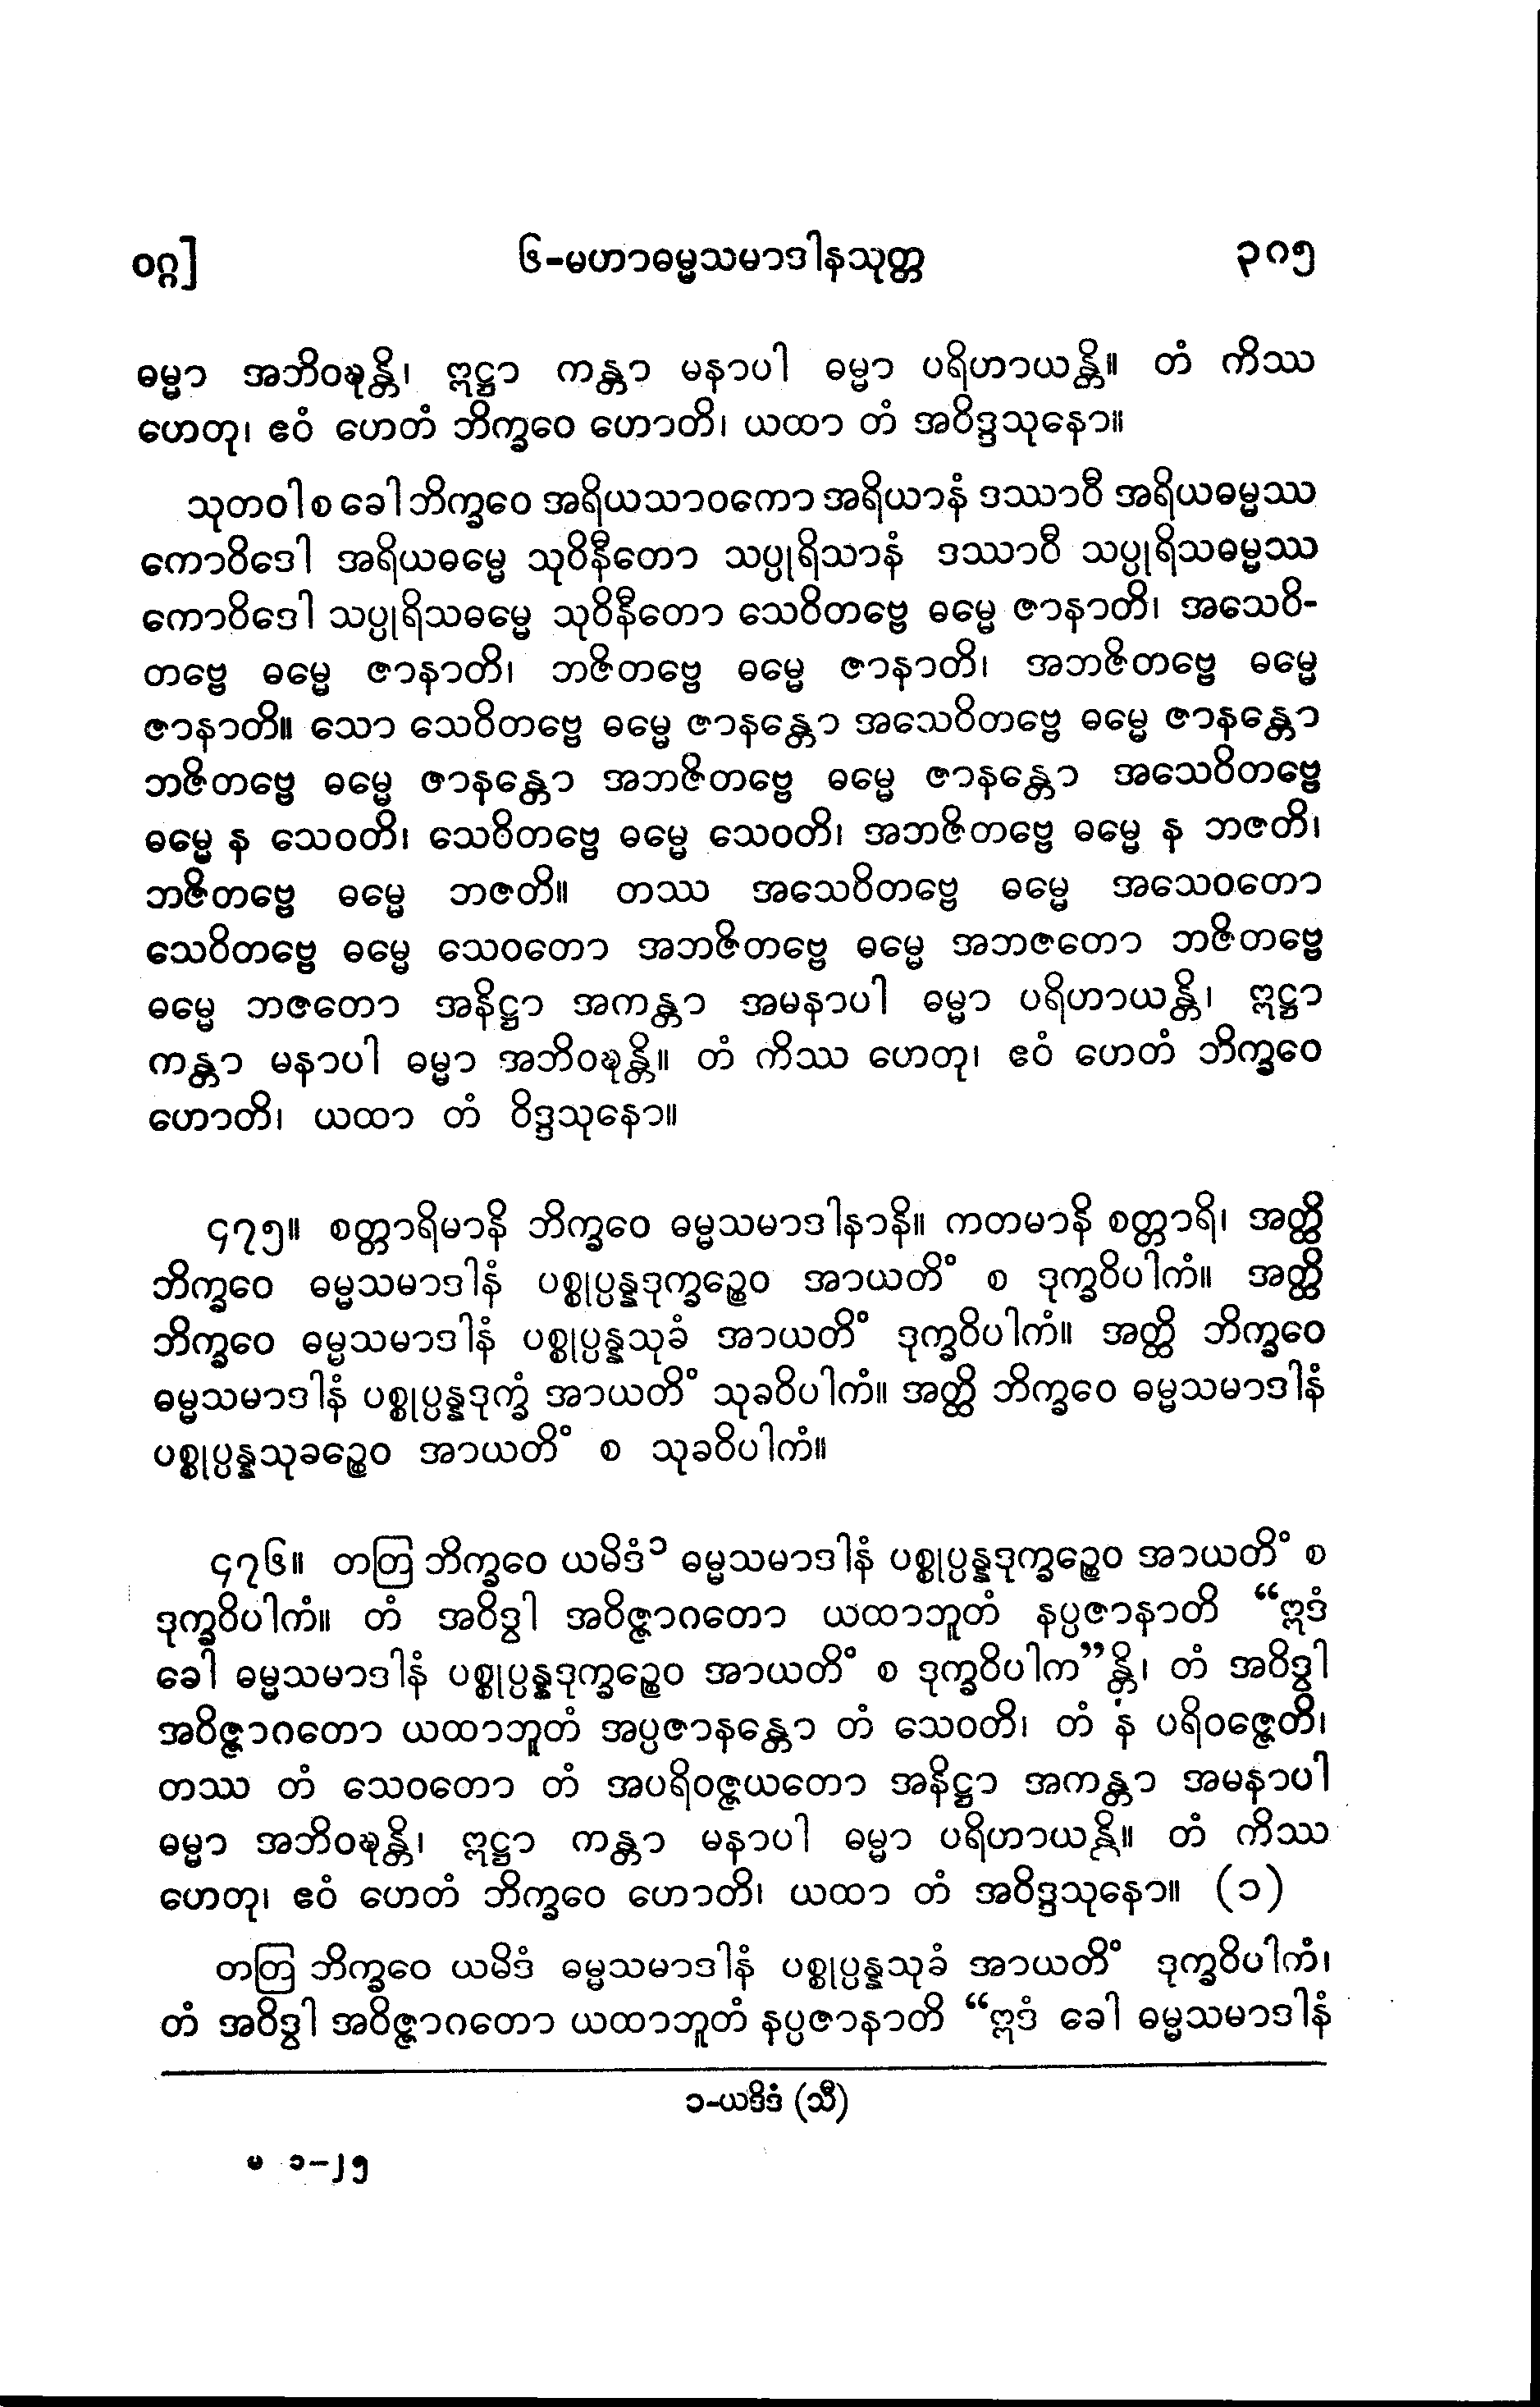 ဝဂ္ဂ]	၆-မဟာဓမ္မသမာဒါနသုတ္တ	၃၈၅
ဓမ္မာ အဘိဝဍ္ဎန္တိ၊ ဣဋ္ဌာ ကန္တာ မနာပါ ဓမ္မာ ပရိဟာယန္တိ။ တံ ကိဿ
ဟေတု၊ ဧဝံ ဟေတံ ဘိက္ခဝေ ဟောတိ၊ ယထာ တံ အဝိဒ္ဒသုနော။
သုတဝါ စ ခေါ ဘိက္ခဝေ အရိယသာဝကော အရိယာနံ ဒဿာဝီ အရိယဓမ္မဿ
ကောဝိဒေါ အရိယဓမ္မေ သုဝိနီတော သပ္ပုရိသာနံ ဒဿာဝီ သပ္ပုရိသဓမ္မဿ
ကောဝိဒေါ သပ္ပုရိသဓမ္မေ သုဝိနီတော သေဝိတဗ္ဗေ ဓမ္မေ ဇာနာတိ၊ အသေဝိ-
တဗ္ဗေ ဓမ္မေ ဇာနာတိ၊ ဘဇိတဗ္ဗေ ဓမ္မေ ဇာနာတိ၊ အဘဇိတဗ္ဗေ ဓမ္မေ
ဇာနာတိ။ သော သေဝိတဗ္ဗေ ဓမ္မေ ဇာနန္တော အသေဝိတဗ္ဗေ ဓမ္မေ ဇာနန္တော
ဘဇိတဗ္ဗေ ဓမ္မေ ဇာနန္တော အဘဇိတဗ္ဗေ ဓမ္မေ ဇာနန္တော အသေဝိတဗ္ဗေ
ဓမ္မေ န သေဝတိ၊ သေဝိတဗ္ဗေ ဓမ္မေ သေဝတိ၊ အဘဇိတဗ္ဗေ ဓမ္မေ န ဘဇတိ၊
ဘဇိတဗ္ဗေ ဓမ္မေ ဘဇတိ။ တဿ အသေဝိတဗ္ဗေ ဓမ္မေ အသေဝတော
သေဝိတဗ္ဗေ ဓမ္မေ သေဝတော အဘဇိတဗ္ဗေ ဓမ္မေ အဘဇတော ဘဇိတဗ္ဗေ
ဓမ္မေ ဘဇတော အနိဋ္ဌာ အကန္တာ အမနာပါ ဓမ္မာ ပရိဟာယန္တိ၊ ဣဋ္ဌာ
ကန္တာ မနာပါ ဓမ္မာ အဘိဝဍ္ဎန္တိ။ တံ ကိဿ ဟေတု၊ ဧဝံ ဟေတံ ဘိက္ခဝေ
ဟောတိ၊ ယထာ တံ ဝိဒ္ဒသုနော။
၄၇၅။ စတ္တာရိမာနိ ဘိက္ခဝေ ဓမ္မသမာဒါနာနိ။ ကတမာနိ စတ္တာရိ၊ အတ္ထိ
ဘိက္ခဝေ ဓမ္မသမာဒါနံ ပစ္စုပ္ပန္နဒုက္ခဉ္စေဝ အာယတိံ စ ဒုက္ခဝိပါကံ။ အတ္ထိ
ဘိက္ခဝေ ဓမ္မသမာဒါနံ ပစ္စုပ္ပန္နသုခံ အာယတိံ ဒုက္ခဝိပါကံ။ အတ္ထိ ဘိက္ခဝေ
ဓမ္မသမာဒါနံ ပစ္စုပ္ပန္နဒုက္ခံ အာယတိံ သုခဝိပါကံ။ အတ္ထိ ဘိက္ခဝေ ဓမ္မသမာဒါနံ
ပစ္စုပ္ပန္နသုခဉ္စေဝ အာယတိံ စ သုခဝိပါကံ။
၄၇၆။ တတြ ဘိက္ခဝေ ယမိဒံ၁ ဓမ္မသမာဒါနံ ပစ္စုပ္ပန္နဒုက္ခဉ္စေဝ အာယတိံ စ
ဒုက္ခဝိပါကံ။ တံ အဝိဒွါ အဝိဇ္ဇာဂတော ယထာဘူတံ နပ္ပဇာနာတိ “ဣဒံ
ခေါ ဓမ္မသမာဒါနံ ပစ္စုပ္ပန္နဒုက္ခဉ္စေဝ အာယတိံ စ ဒုက္ခဝိပါက”န္တိ၊ တံ အဝိဒွါ
အဝိဇ္ဇာဂတော ယထာဘူတံ အပ္ပဇာနန္တော တံ သေဝတိ၊ တံ န ပရိဝဇ္ဇေတိ၊
တဿ တံ သေဝတော တံ အပရိဝဇ္ဇယတော အနိဋ္ဌာ အကန္တာ အမနာပါ
ဓမ္မာ အဘိဝဍ္ဎန္တိ၊ ဣဋ္ဌာ ကန္တာ မနာပါ ဓမ္မာ ပရိဟာယန္တိ။ တံ ကိဿ
ဟေတု၊ ဧဝံ ဟေတံ ဘိက္ခဝေ ဟောတိ၊ ယထာ တံ အဝိဒ္ဒသုနော။ (၁)
တတြ ဘိက္ခဝေ ယမိဒံ ဓမ္မသမာဒါနံ ပစ္စုပ္ပန္နသုခံ အာယတိံ ဒုက္ခဝိပါကံ၊
တံ အဝိဒွါ အဝိဇ္ဇာဂတော ယထာဘူတံ နပ္ပဇာနာတိ “ဣဒံ ခေါ ဓမ္မသမာဒါနံ
၁-ယဒိဒံ (သီ)
မ ၁-၂၅